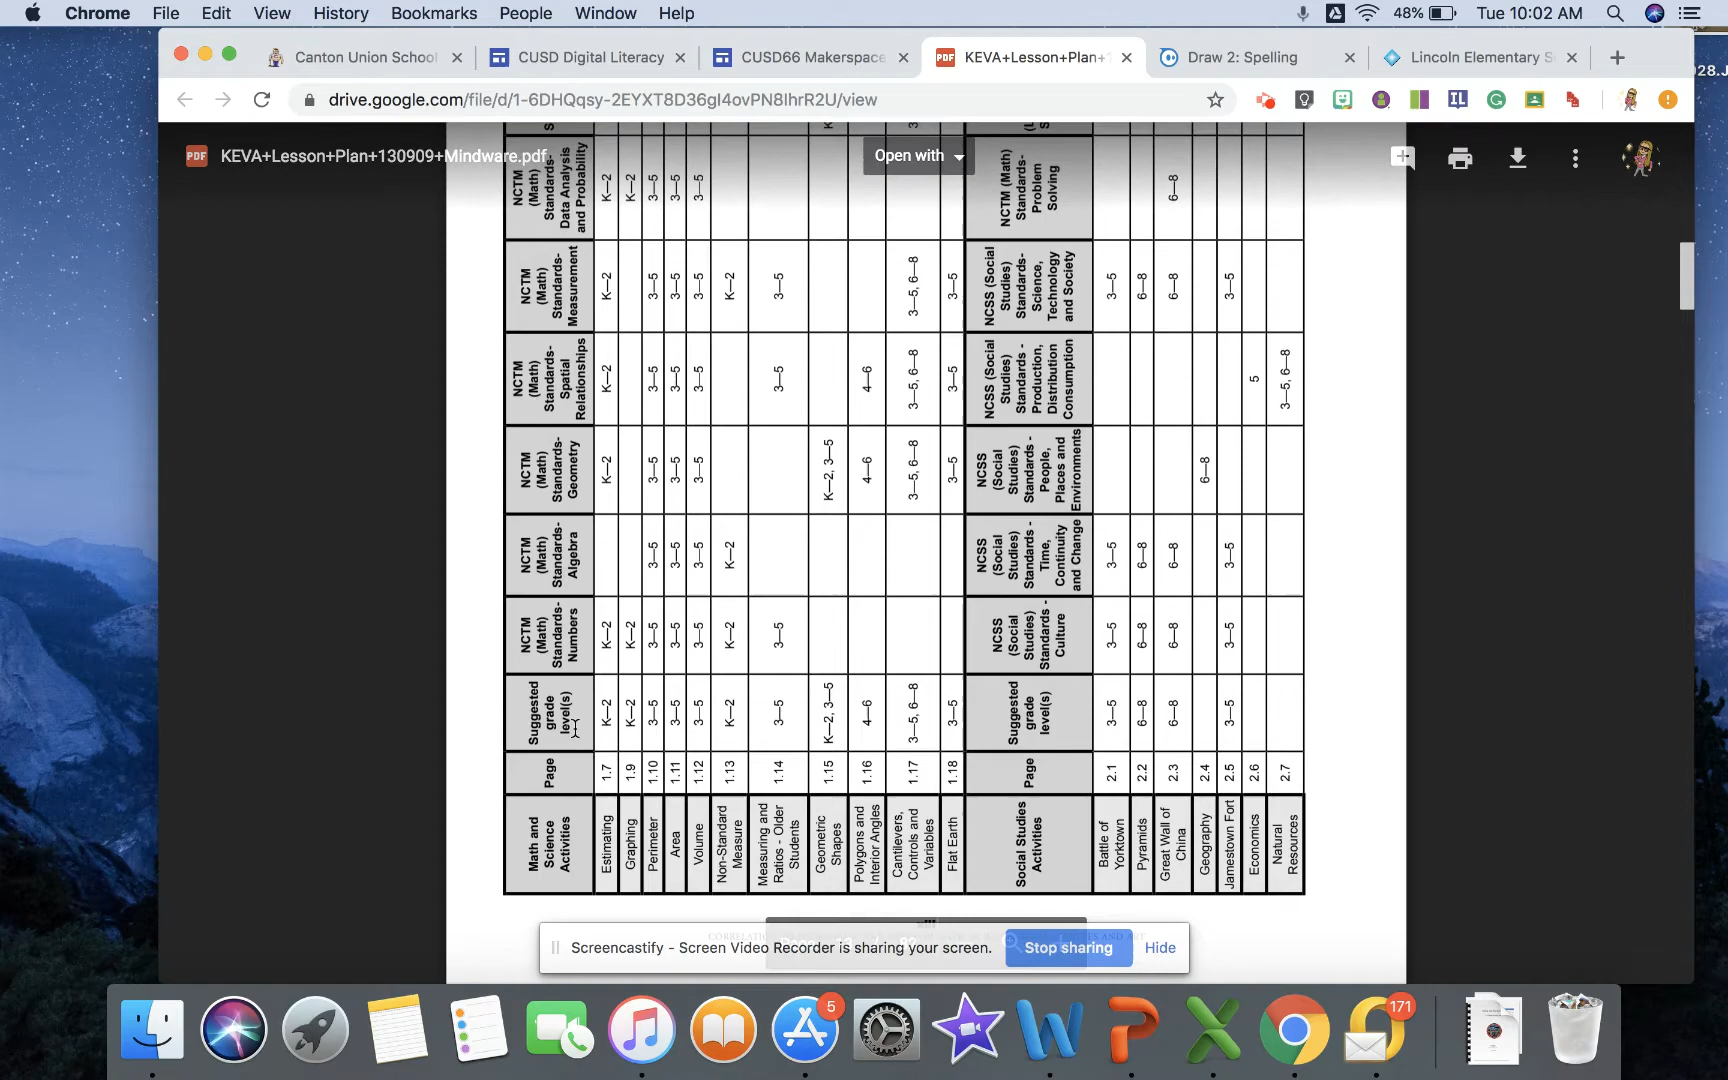 Chrome File Edit View History Bookmarks People Window Help 48% Tue 10:02 AM
Canton Union School CUSD Digital Literacy CUSD66 Makerspace KEVA+Lesson+Plan+1 Draw 2: Spelling Lincoln Elementary S
028.J
drive.google.com/file/d/1-6DHQqsy-2EYXT8D36gI4ovPN8IhrR2U/view
PDF KEVA+Lesson+Plan+130909+Mindware.pdf Open with
NCTM (Math) Standards- Data Analysis and Probability K—2 K—2 3—5 3—5 3—5
NCTM (Math) Standards- Problem Solving 6—8
NCTM (Math) Standards- Measurement K—2 3—5 3—5 3—5 K—2 3—5 3—5, 6—8 3—5
NCSS (Social Studies) Standards- Science, Technology and Society 3—5 6—8 6—8 3—5
NCTM (Math) Standards- Spatial Relationships K—2 3—5 3—5 3—5 3—5 4—6 3—5, 6—8 3—5
NCSS (Social Studies) Standards - Production, Distribution Consumption 5 3—5, 6—8
NCTM (Math) Standards- Geometry K—2 3—5 3—5 3—5 K—2, 3—5 4—6 3—5, 6—8 3—5
NCSS (Social Studies) Standards - People, Places and Environments 6—8
NCTM (Math) Standards- Algebra 3—5 3—5 3—5 K—2
NCSS (Social Studies) Standards - Time, Continuity and Change 3—5 6—8 6—8 3—5
NCTM (Math) Standards- Numbers K—2 K—2 3—5 3—5 3—5 K—2 3—5
NCSS (Social Studies) Standards - Culture 3—5 6—8 6—8 3—5
Suggested grade level(s) K—2 K—2 3—5 3—5 3—5 K—2 3—5 K—2, 3—5 4—6 3—5, 6—8 3—5
Suggested grade level(s) 3—5 6—8 6—8 3—5
Page 1.7 1.9 1.10 1.11 1.12 1.13 1.14 1.15 1.16 1.17 1.18
Page 2.1 2.2 2.3 2.4 2.5 2.6 2.7
Math and Science Activities Estimating Graphing Perimeter Area Volume Non-Standard Measure Measuring and Ratios - Older Students Geometric Shapes Polygons and Interior Angles Cantilevers, Controls and Variables Flat Earth
Social Studies Activities Battle of Yorktown Pyramids Great Wall of China Geography Jamestown Fort Economics Natural Resources
Screencastify - Screen Video Recorder is sharing your screen. Stop sharing Hide
5 171